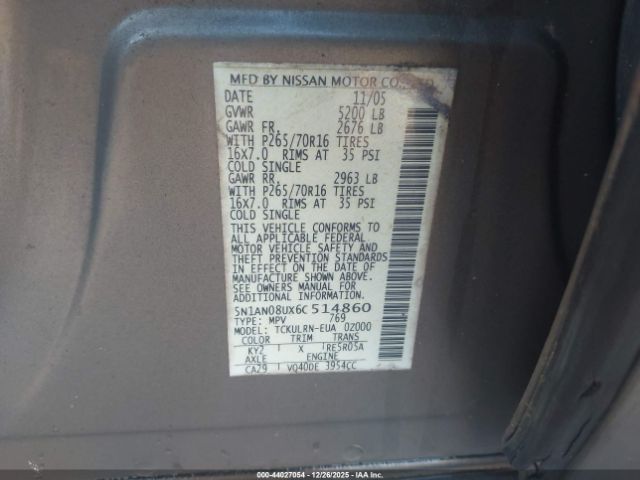 MFD BY NISSAN MOTOR CO., LTD.
DATE 11/05
GVWR 5200 LB
GAWR FR. 2676 LB
WITH P265/70R16 TIRES
16X7.0 RIMS AT 35 PSI
COLD SINGLE
GAWR RR. 2963 LB
WITH P265/70R16 TIRES
16X7.0 RIMS AT 35 PSI
COLD SINGLE
THIS VEHICLE CONFORMS TO
ALL APPLICABLE FEDERAL
MOTOR VEHICLE SAFETY AND
THEFT PREVENTION STANDARDS
IN EFFECT ON THE DATE OF
MANUFACTURE SHOWN ABOVE.
SEE OWNERS MANUAL FOR
ADDITIONAL INFORMATION.
5N1AN08UX6C514860
TYPE: MPV 769
MODEL: TCKULRN-EUA 0Z000
COLOR TRIM TRANS
KY2 X RE5R05A
AXLE ENGINE
CA29 VQ40DE 3954CC
Copart 44027054 : 12/26/2025 : IAA Holdings, LLC